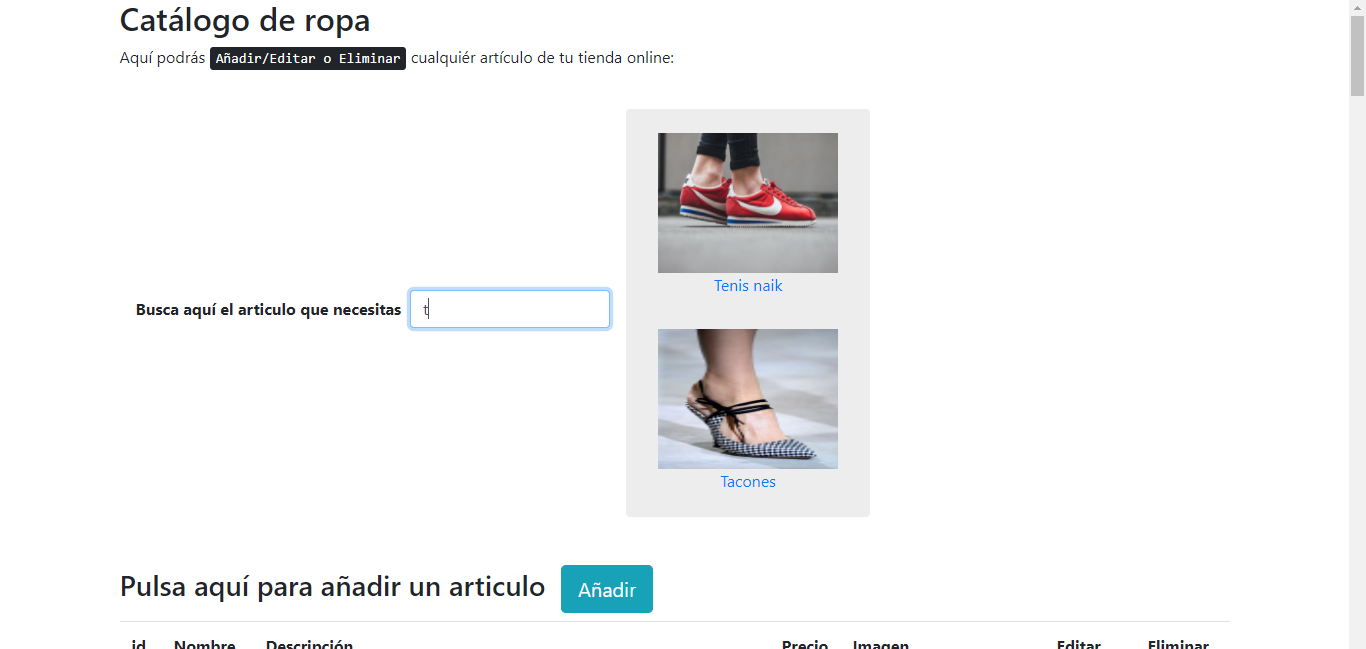 Catálogo de ropa
Aquí podrás Añadir/Editar o Eliminar cualquiér artículo de tu tienda online:
Busca aquí el articulo que necesitas t
Tenis naik
Tacones
Pulsa aquí para añadir un articulo Añadir
id Nombre Descripción Precio Imagen Editar Eliminar